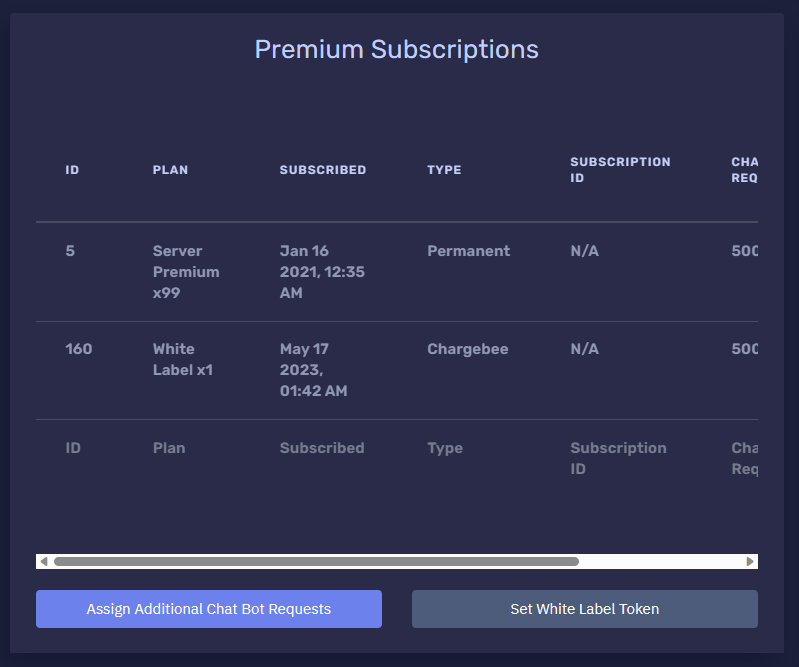 Premium Subscriptions
ID PLAN SUBSCRIBED TYPE SUBSCRIPTION ID CHA REQ
5 Server Premium x99 Jan 16 2021, 12:35 AM Permanent N/A 500
160 White Label x1 May 17 2023, 01:42 AM Chargebee N/A 500
ID Plan Subscribed Type Subscription ID Cha Req
Assign Additional Chat Bot Requests Set White Label Token